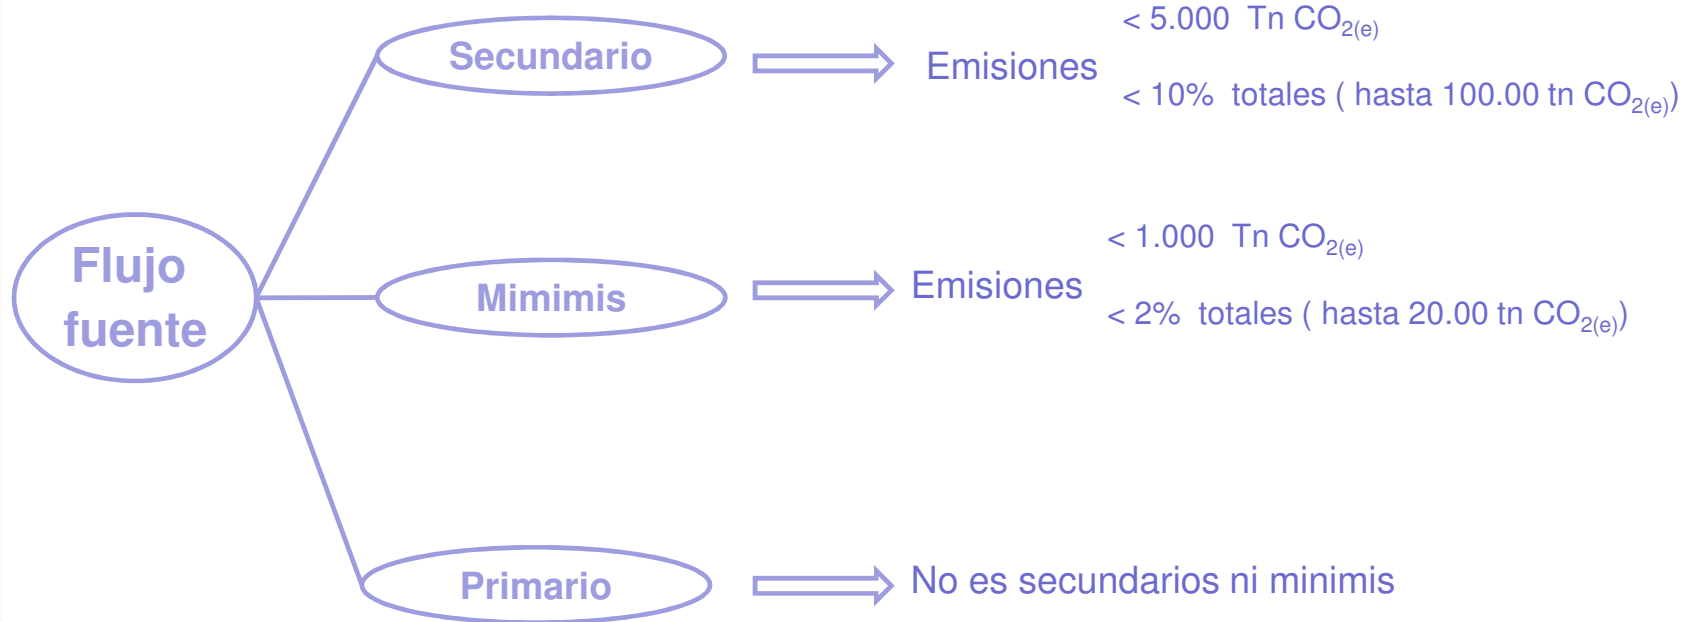 Flujo
fuente
Secundario
Emisiones
< 5.000 Tn CO2(e)
< 10% totales ( hasta 100.00 tn CO2(e))
Mimimis
Emisiones
< 1.000 Tn CO2(e)
< 2% totales ( hasta 20.00 tn CO2(e))
Primario
No es secundarios ni minimis